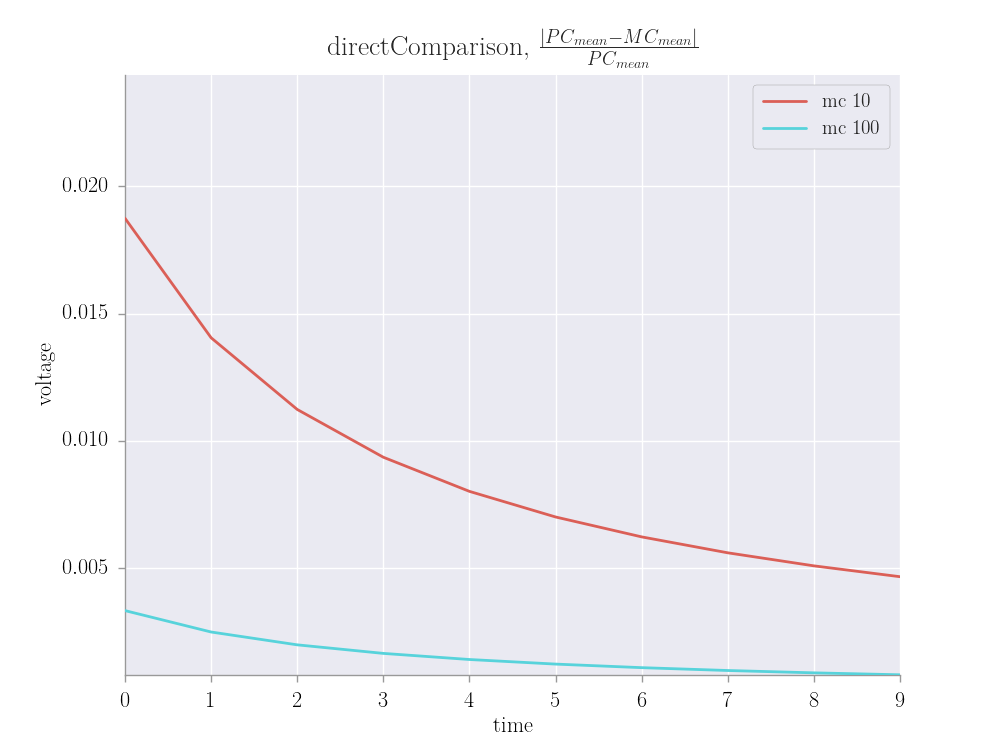 directComparison, |PC_mean−MC_mean| / PC_mean
mc 10
mc 100
0.020
0.015
0.010
0.005
voltage
0 1 2 3 4 5 6 7 8 9
time